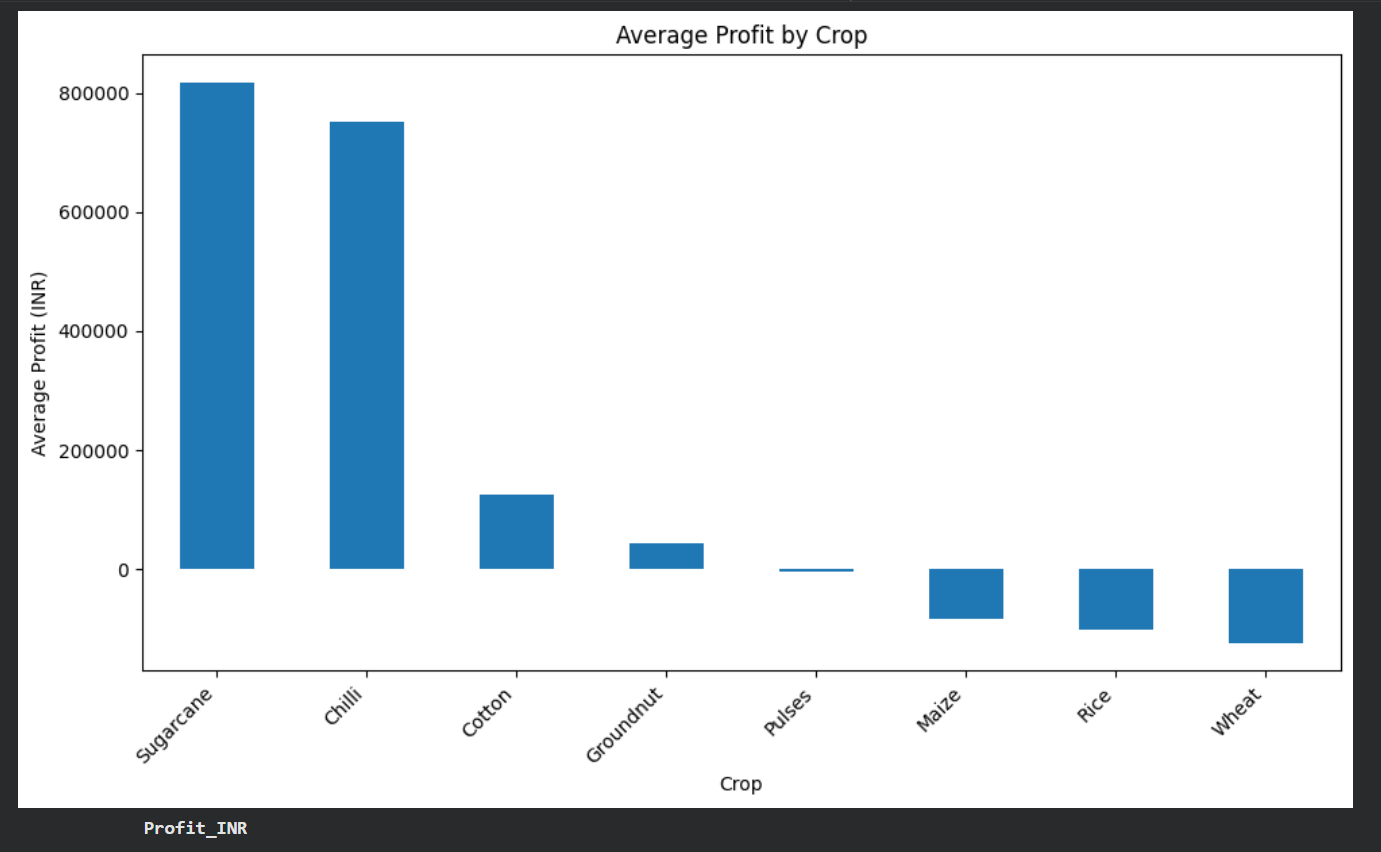 Average Profit by Crop
800000
600000
400000
200000
0
Average Profit (INR)
Sugarcane
Chilli
Cotton
Groundnut
Pulses
Maize
Rice
Wheat
Crop
Profit_INR